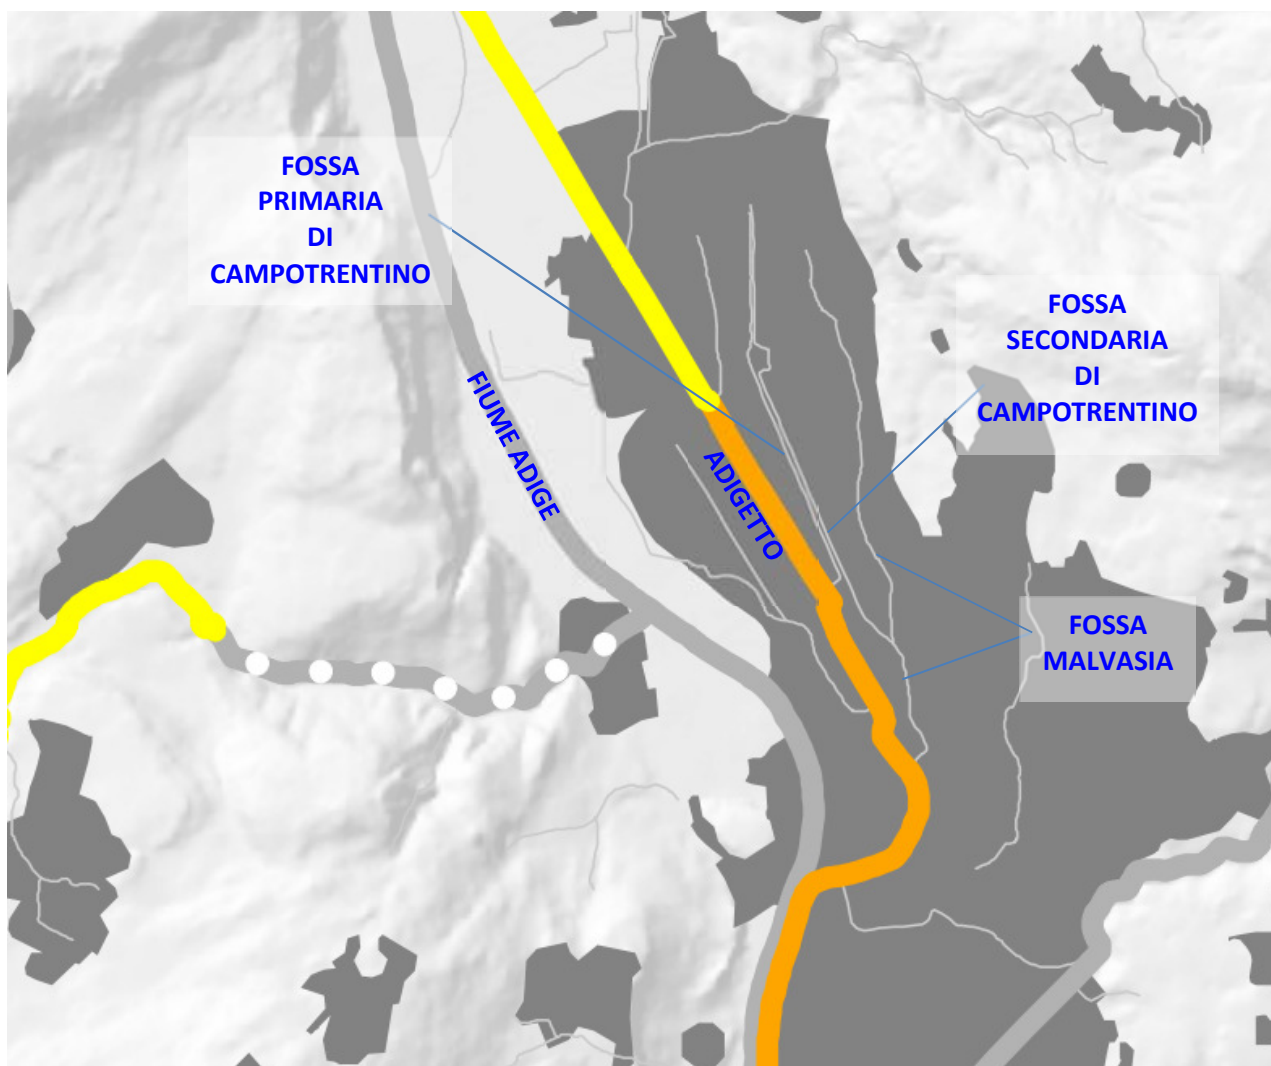 FOSSA
PRIMARIA
DI
CAMPOTRENTINO
FOSSA
SECONDARIA
DI
CAMPOTRENTINO
FIUME ADIGE
ADIGETTO
FOSSA
MALVASIA